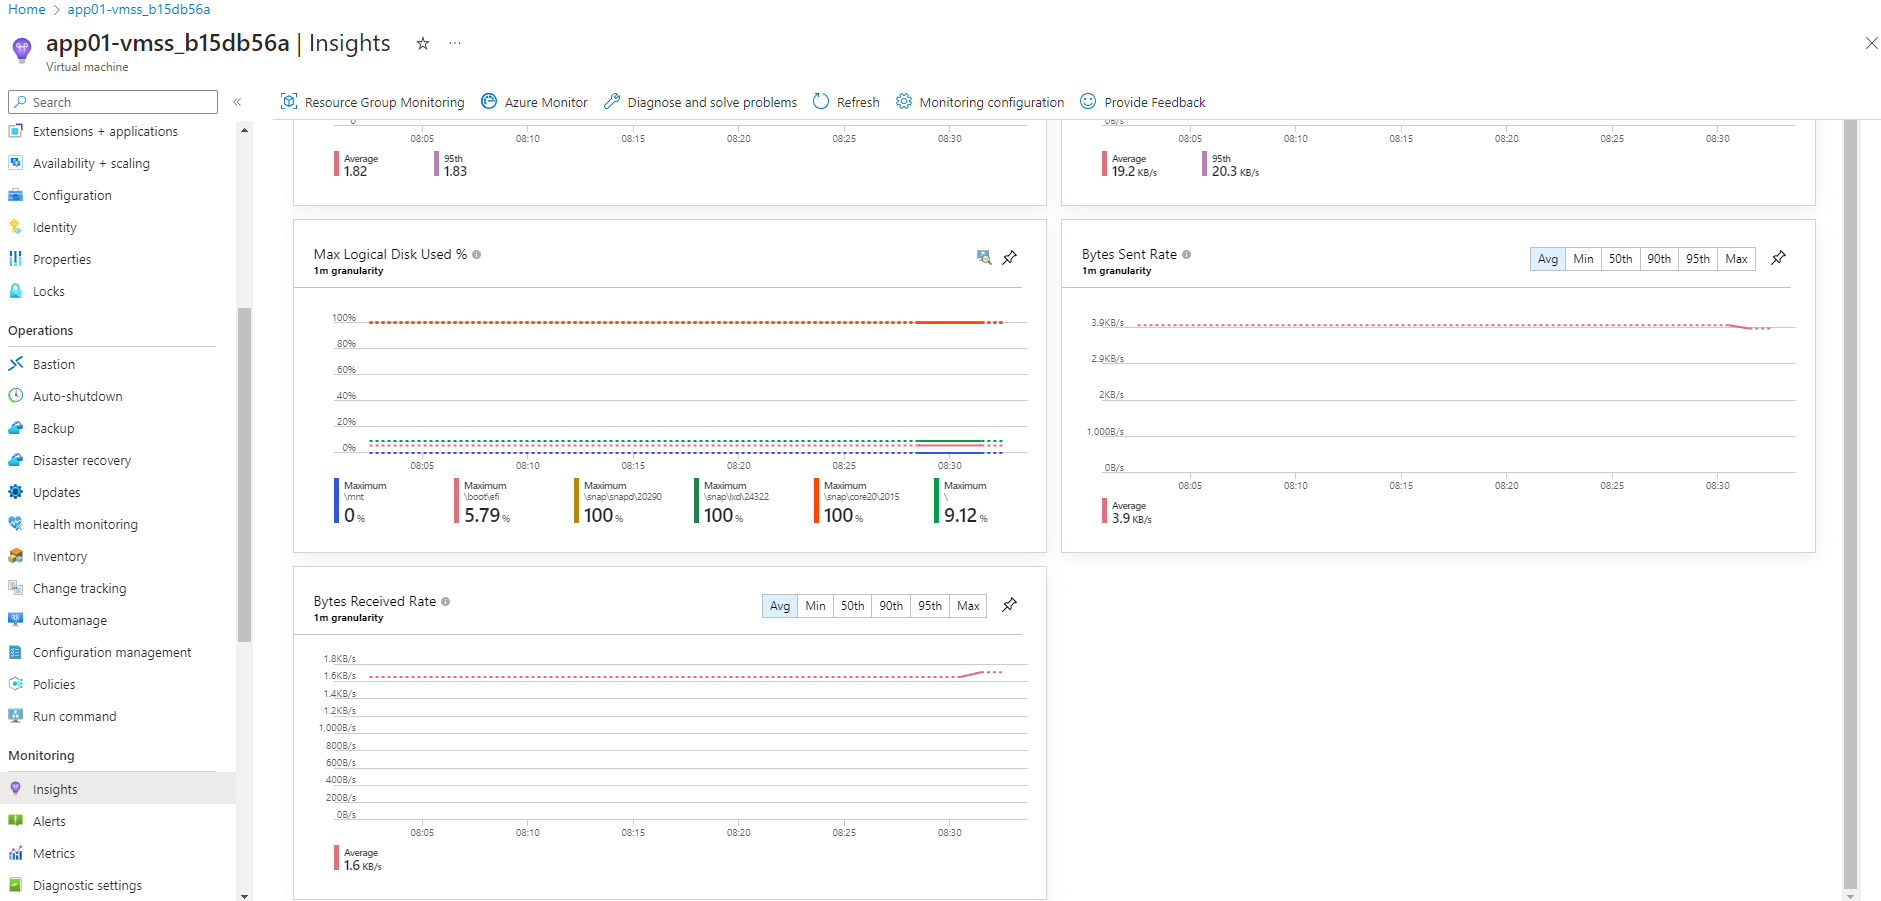 Home > app01-vmss_b15db56a
app01-vmss_b15db56a | Insights
Virtual machine
Search
Extensions + applications
Availability + scaling
Configuration
Identity
Properties
Locks
Operations
Bastion
Auto-shutdown
Backup
Disaster recovery
Updates
Health monitoring
Inventory
Change tracking
Automanage
Configuration management
Policies
Run command
Monitoring
Insights
Alerts
Metrics
Diagnostic settings
Resource Group Monitoring Azure Monitor Diagnose and solve problems Refresh Monitoring configuration Provide Feedback
0
08:05 08:10 08:15 08:20 08:25 08:30
Average 95th
1.82 1.83
0B/s
08:05 08:10 08:15 08:20 08:25 08:30
Average 95th
19.2 KB/s 20.3 KB/s
Max Logical Disk Used %
1m granularity
100%
80%
60%
40%
20%
0%
08:05 08:10 08:15 08:20 08:25 08:30
Maximum Maximum Maximum Maximum Maximum Maximum
\mnt \boot\efi \snap\snapd\20290 \snap\lxd\24322 \snap\core20\2015 \
0 % 5.79 % 100 % 100 % 100 % 9.12 %
Bytes Sent Rate
1m granularity
Avg Min 50th 90th 95th Max
3.9KB/s
2.9KB/s
2KB/s
1,000B/s
0B/s
08:05 08:10 08:15 08:20 08:25 08:30
Average
3.9 KB/s
Bytes Received Rate
1m granularity
Avg Min 50th 90th 95th Max
1.8KB/s
1.6KB/s
1.4KB/s
1.2KB/s
1,000B/s
800B/s
600B/s
400B/s
200B/s
0B/s
08:05 08:10 08:15 08:20 08:25 08:30
Average
1.6 KB/s